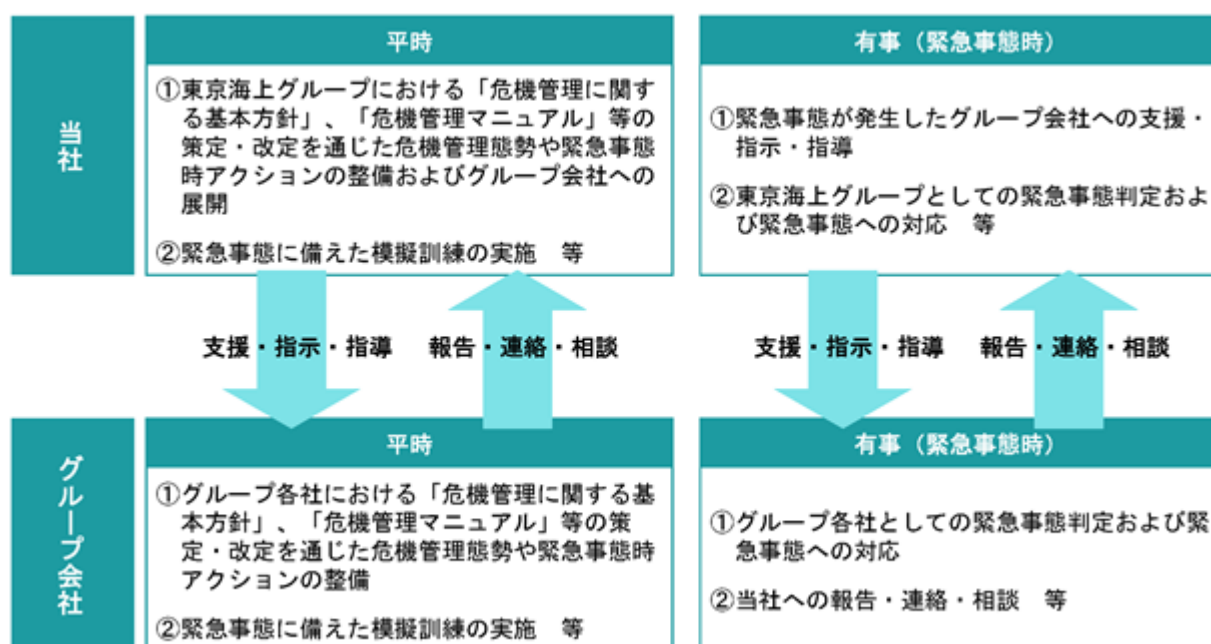 当社
平時
①東京海上グループにおける「危機管理に関す
る基本方針」、「危機管理マニュアル」等の
策定・改定を通じた危機管理態勢や緊急事態
時アクションの整備およびグループ会社への
展開
②緊急事態に備えた模擬訓練の実施　等
有事（緊急事態時）
①緊急事態が発生したグループ会社への支援・
指示・指導
②東京海上グループとしての緊急事態判定およ
び緊急事態への対応　等
支援・指示・指導
報告・連絡・相談
支援・指示・指導
報告・連絡・相談
グループ会社
平時
①グループ各社における「危機管理に関する基
本方針」、「危機管理マニュアル」等の策
定・改定を通じた危機管理態勢や緊急事態時
アクションの整備
②緊急事態に備えた模擬訓練の実施　等
有事（緊急事態時）
①グループ各社としての緊急事態判定および緊
急事態への対応
②当社への報告・連絡・相談　等